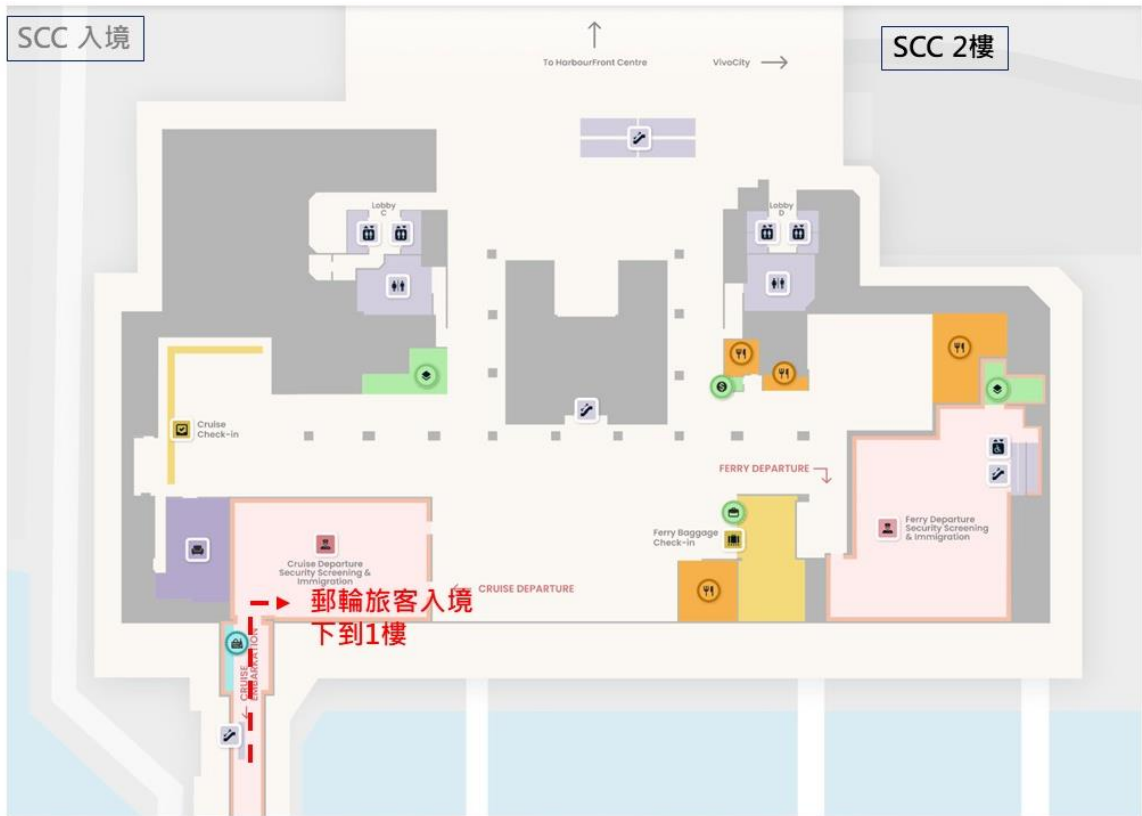 SCC 入境
SCC 2樓
To HarbourFront Centre
VivoCity
Lobby
C
Lobby
D
Cruise
Check-in
FERRY DEPARTURE
Ferry Departure
Security Screening
& Immigration
Ferry Baggage
Check-in
Cruise Departure
Security Screening &
Immigration
CRUISE DEPARTURE
郵輪旅客入境
下到1樓
CRUISE
EMBARKATION